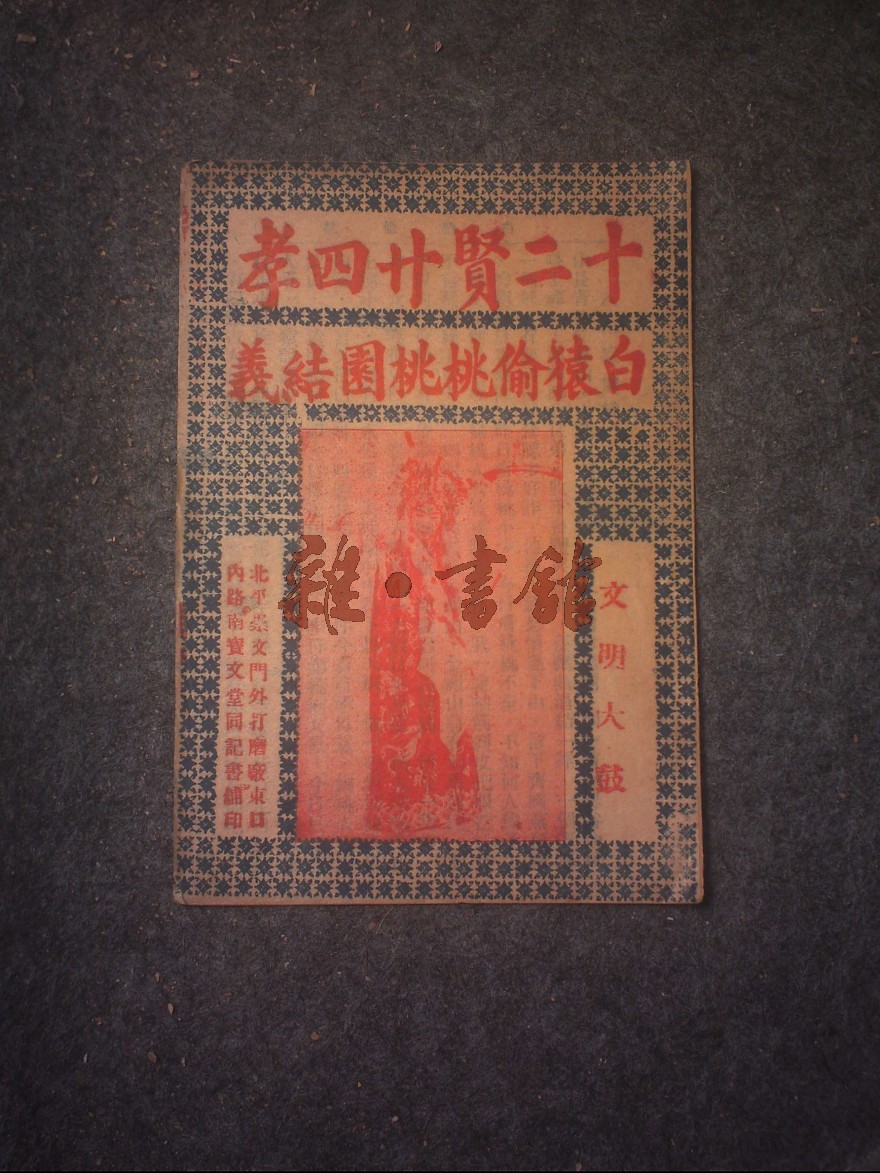 十二賢廿四孝
白猿偷桃桃園結義
文明大鼓
北平崇文門外打磨廠東口
內路南寶文堂同記書舖印
雜·書館